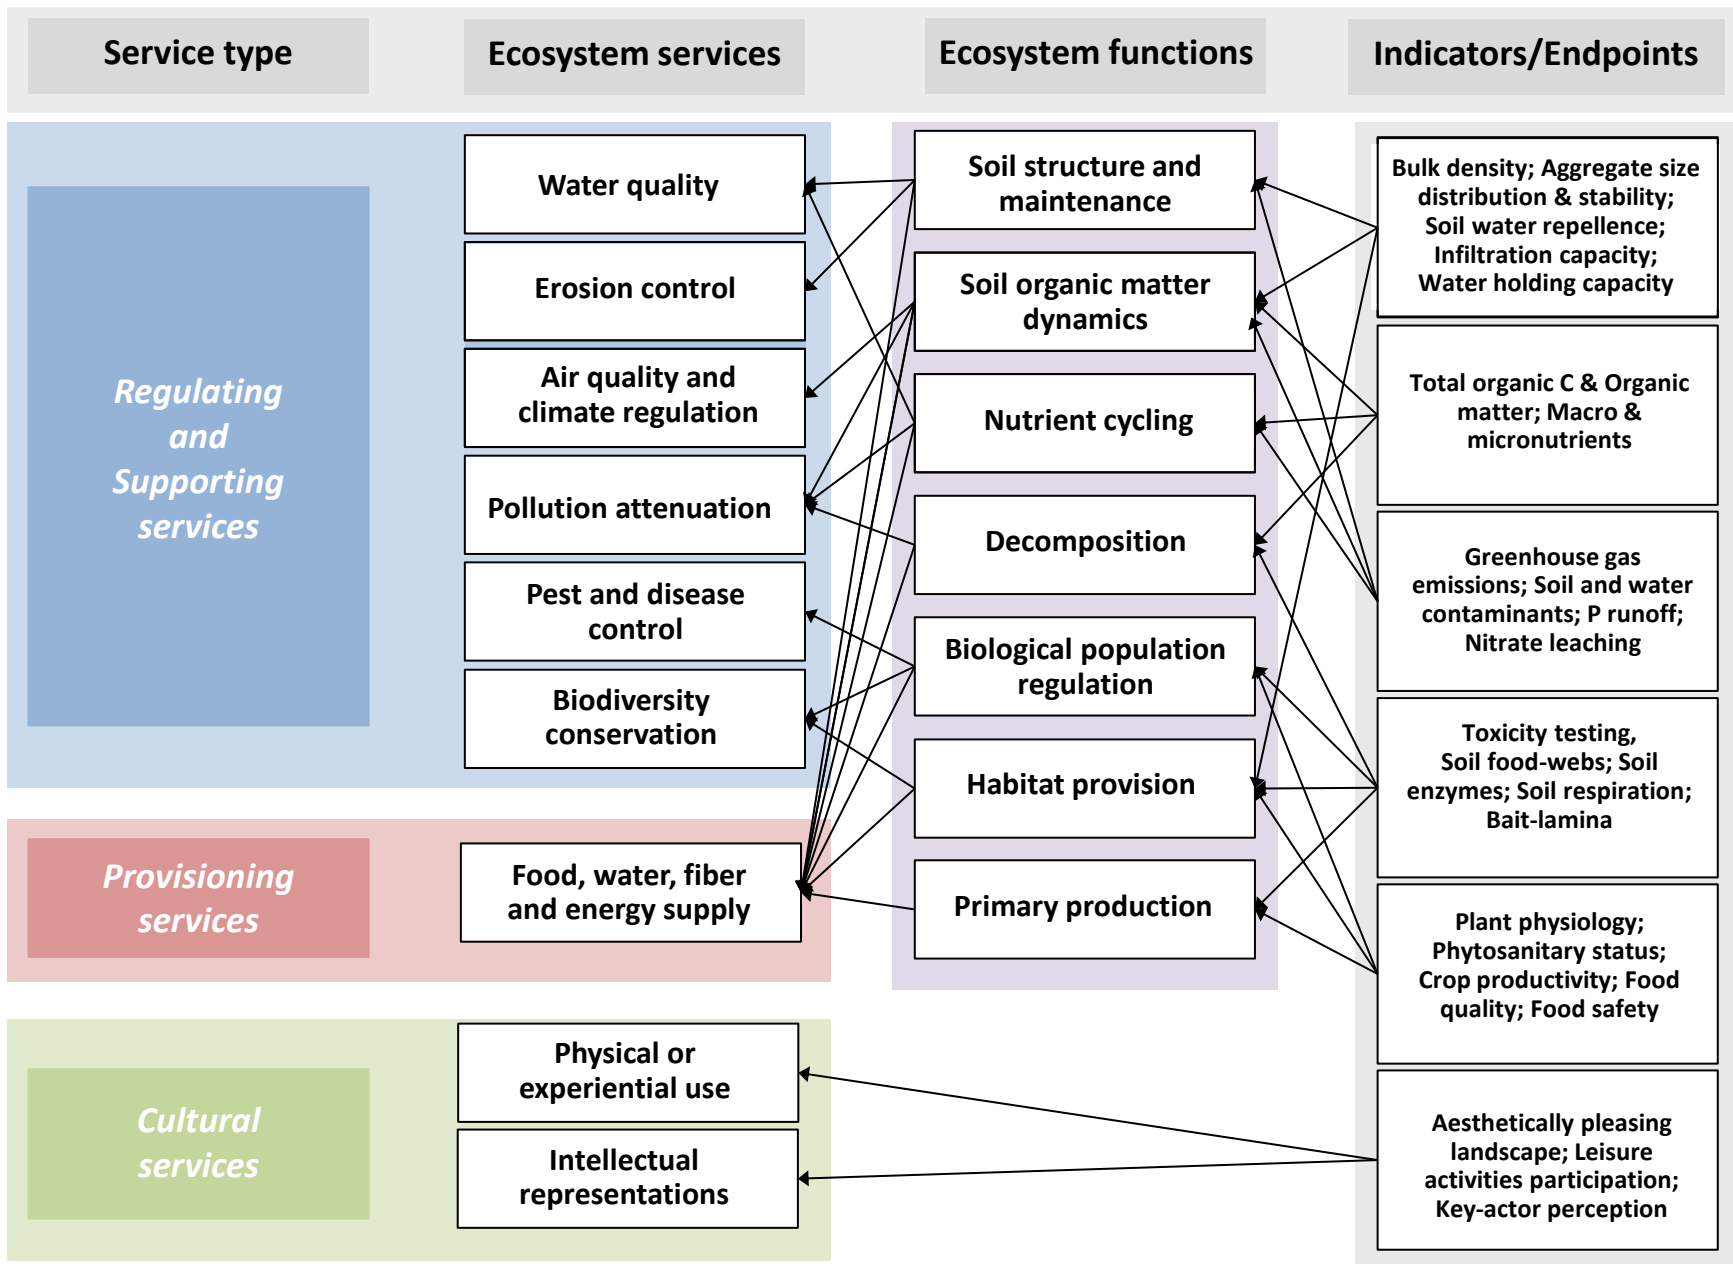 Service type
Ecosystem services
Ecosystem functions
Indicators/Endpoints
Regulating
and
Supporting
services
Water quality
Erosion control
Air quality and
climate regulation
Pollution attenuation
Pest and disease
control
Biodiversity
conservation
Soil structure and
maintenance
Soil organic matter
dynamics
Nutrient cycling
Decomposition
Biological population
regulation
Habitat provision
Primary production
Bulk density; Aggregate size
distribution & stability;
Soil water repellence;
Infiltration capacity;
Water holding capacity
Total organic C & Organic
matter; Macro &
micronutrients
Greenhouse gas
emissions; Soil and water
contaminants; P runoff;
Nitrate leaching
Toxicity testing,
Soil food-webs; Soil
enzymes; Soil respiration;
Bait-lamina
Plant physiology;
Phytosanitary status;
Crop productivity; Food
quality; Food safety
Aesthetically pleasing
landscape; Leisure
activities participation;
Key-actor perception
Provisioning
services
Food, water, fiber
and energy supply
Cultural
services
Physical or
experiential use
Intellectual
representations